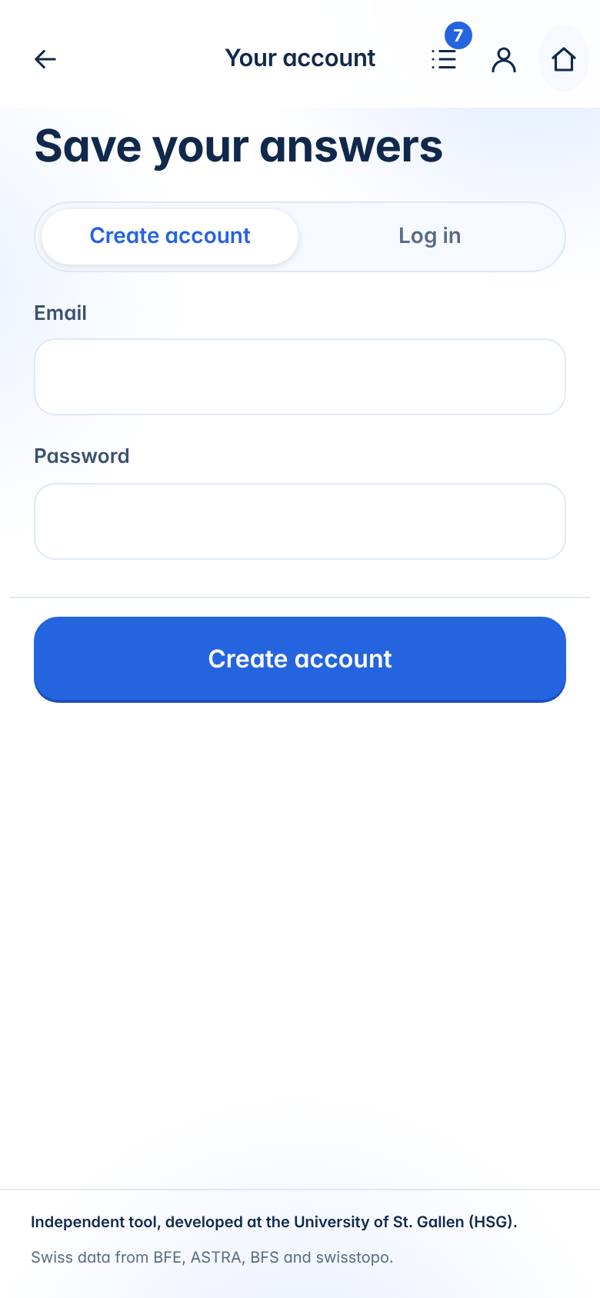 7
Your account
Save your answers
Create account
Log in
Email
Password
Create account
Independent tool, developed at the University of St. Gallen (HSG).
Swiss data from BFE, ASTRA, BFS and swisstopo.